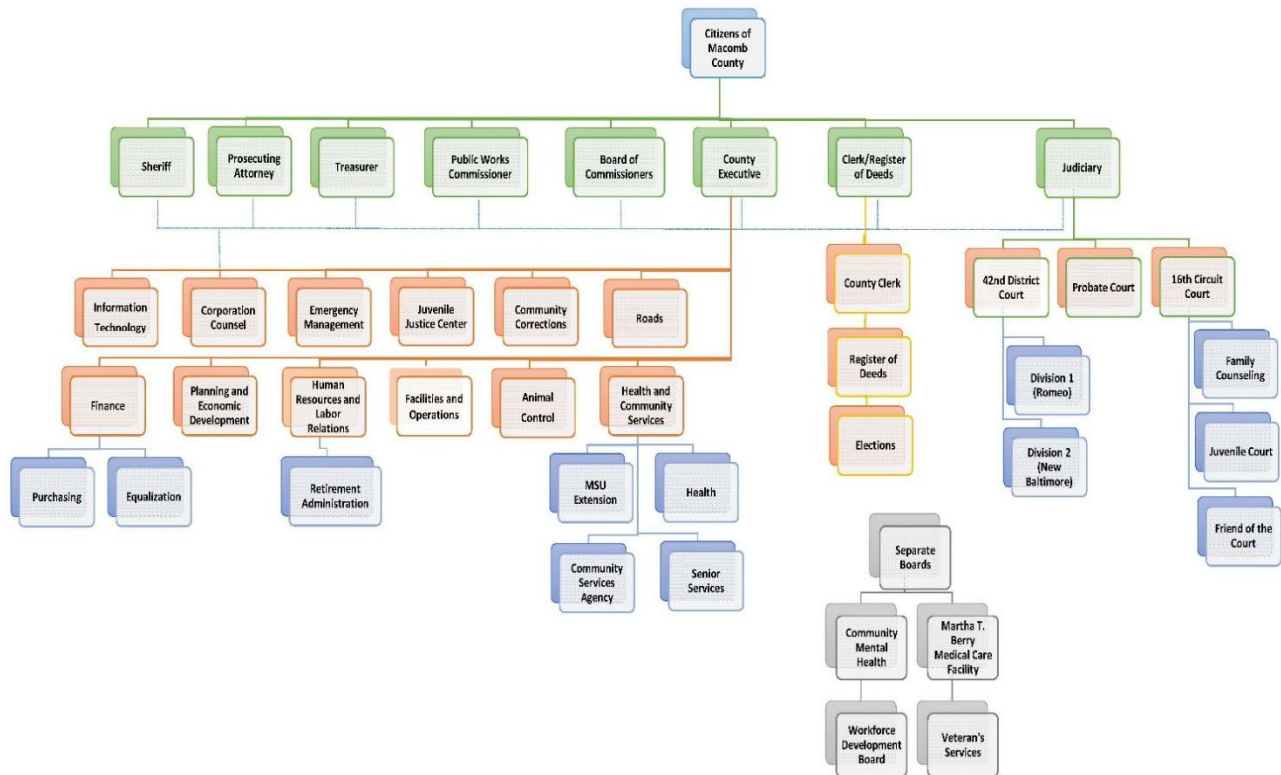 Citizens of
Macomb
County
Sheriff
Prosecuting
Attorney
Treasurer
Public Works
Commissioner
Board of
Commissioners
County
Executive
Clerk/Register
of Deeds
Judiciary
Information
Technology
Corporation
Counsel
Emergency
Management
Juvenile
Justice Center
Community
Corrections
Roads
County Clerk
42nd District
Court
Probate Court
16th Circuit
Court
Finance
Planning and
Economic
Development
Human
Resources and
Labor
Relations
Facilities and
Operations
Animal
Control
Health and
Community
Services
Register of
Deeds
Division 1
(Romeo)
Family
Counseling
Purchasing
Equalization
Retirement
Administration
MSU
Extension
Health
Elections
Division 2
(New
Baltimore)
Juvenile Court
Community
Services
Agency
Senior
Services
Separate
Boards
Friend of the
Court
Community
Mental
Health
Martha T.
Berry
Medical Care
Facility
Workforce
Development
Board
Veteran's
Services